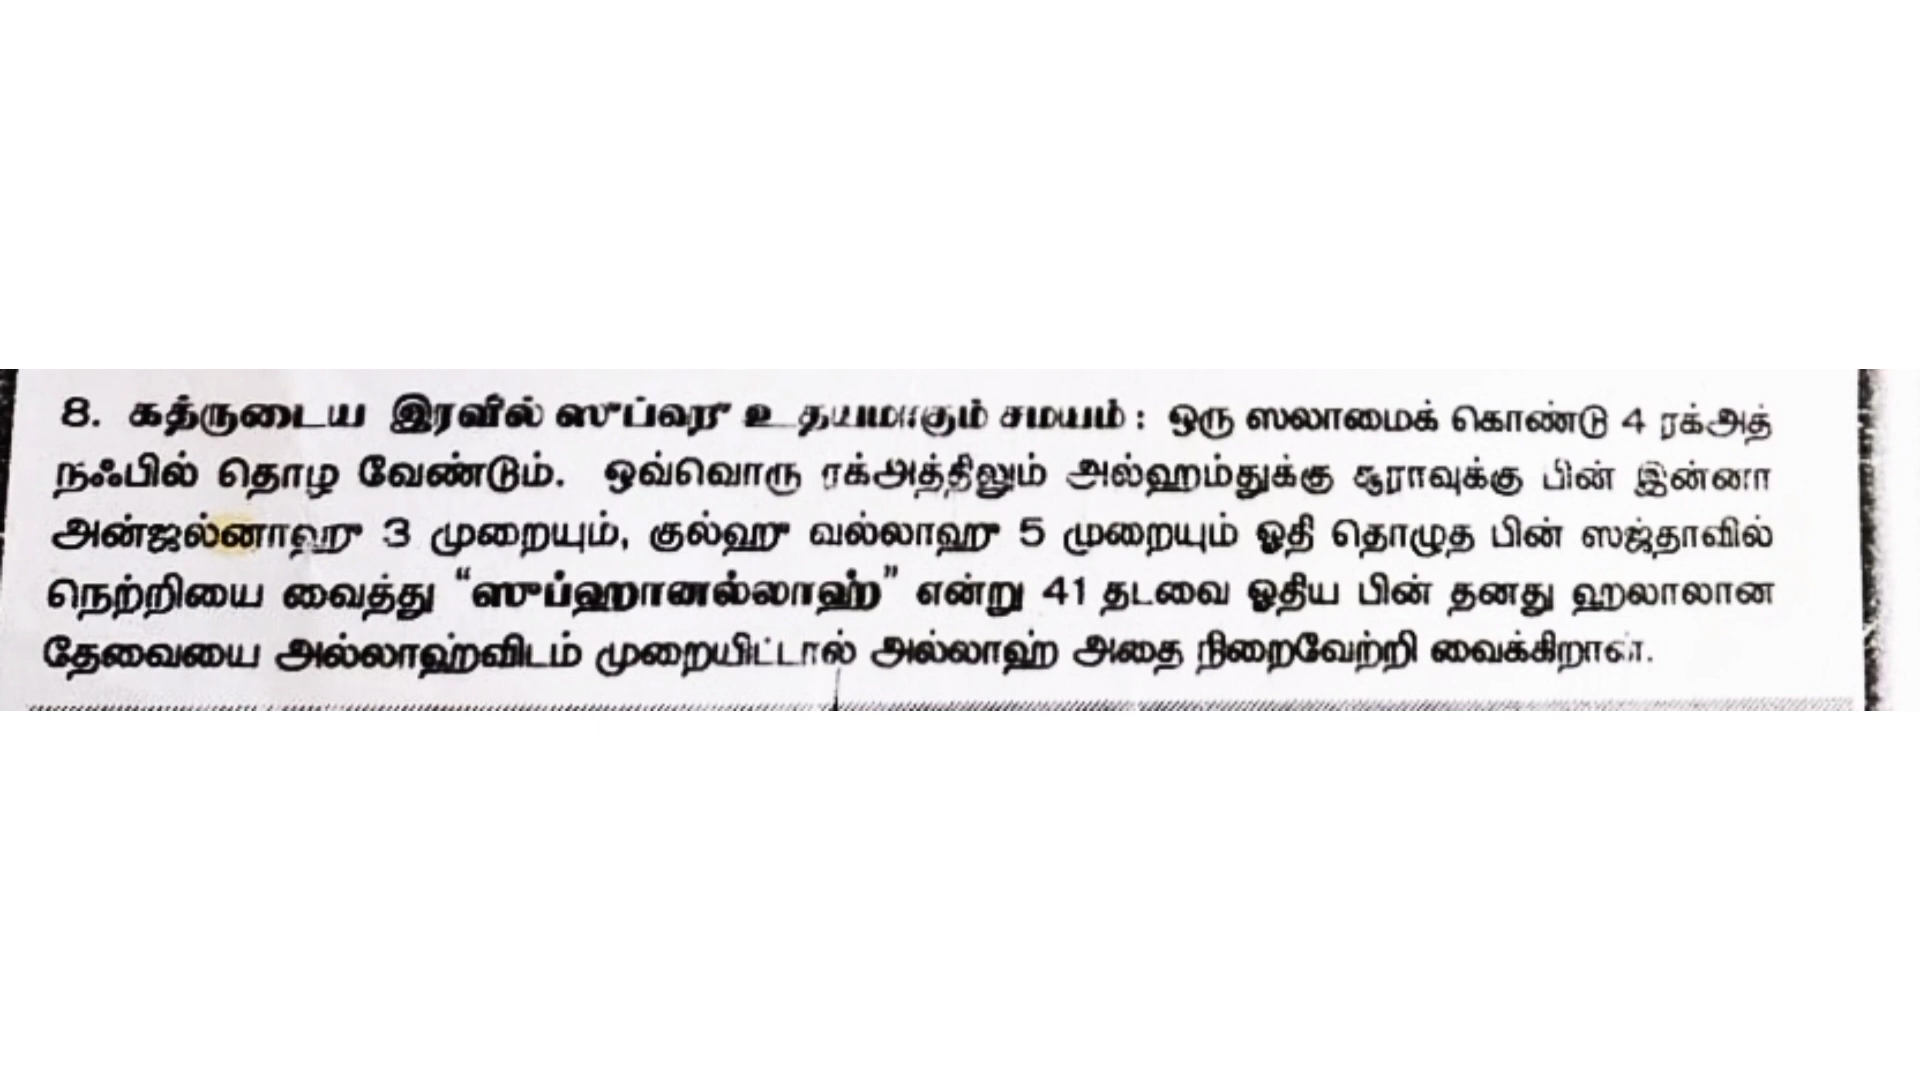 8. கத்ருடைய இரவில் ஸுப்ஹு உதயமாகும் சமயம் : ஒரு ஸலாமைக் கொண்டு 4 ரக்அத்
நஃபில் தொழ வேண்டும். ஒவ்வொரு ரக்அத்திலும் அல்ஹம்துக்கு சூராவுக்கு பின் இன்னா
அன்ஜல்னாஹு 3 முறையும், குல்ஹு வல்லாஹு 5 முறையும் ஓதி தொழுத பின் ஸஜ்தாவில்
நெற்றியை வைத்து “ஸுப்ஹானல்லாஹ்” என்று 41 தடவை ஓதிய பின் தனது ஹலாலான
தேவையை அல்லாஹ்விடம் முறையிட்டால் அல்லாஹ் அதை நிறைவேற்றி வைக்கிறான்.